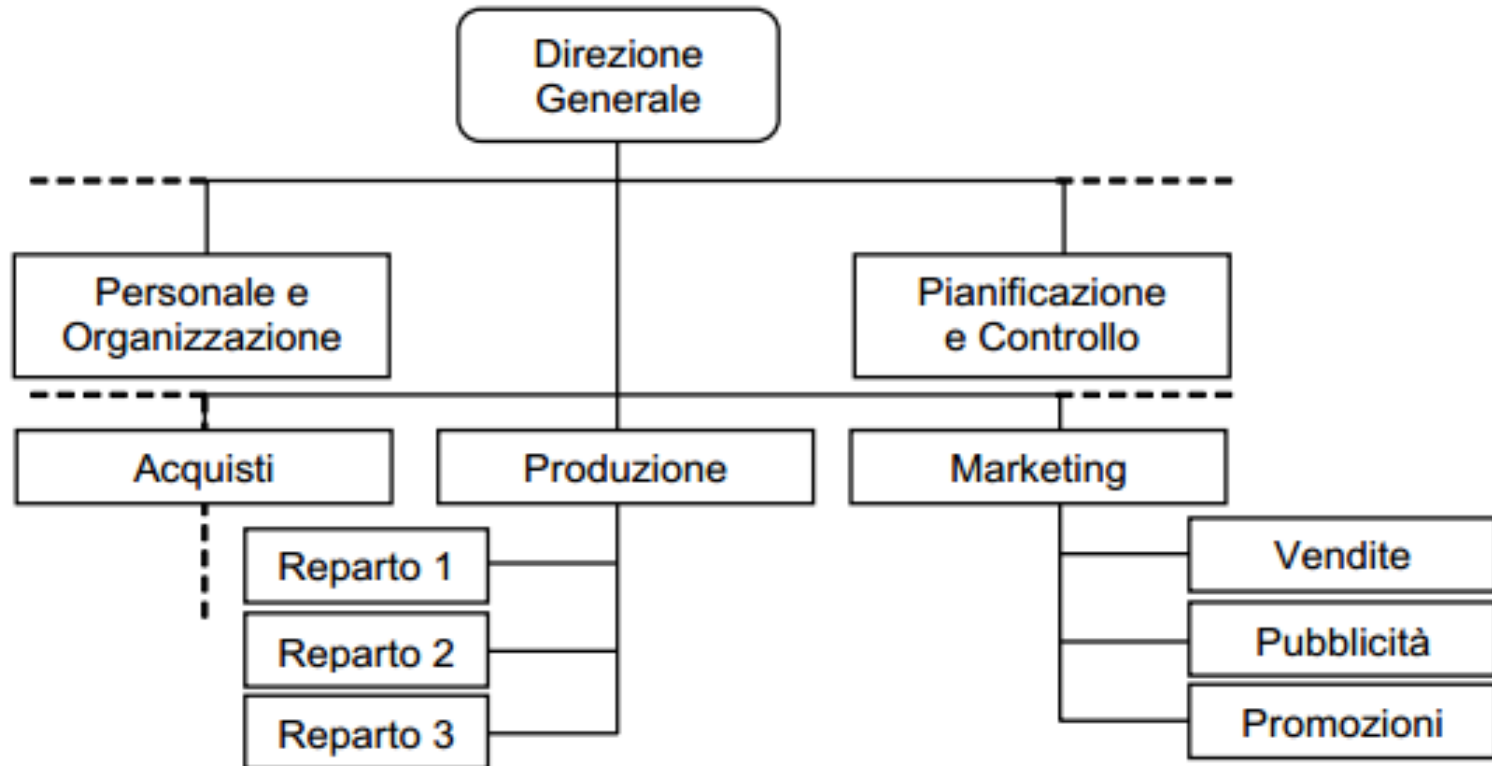 Direzione
Generale
Personale e
Organizzazione
Pianificazione
e Controllo
Acquisti
Produzione
Marketing
Reparto 1
Reparto 2
Reparto 3
Vendite
Pubblicità
Promozioni